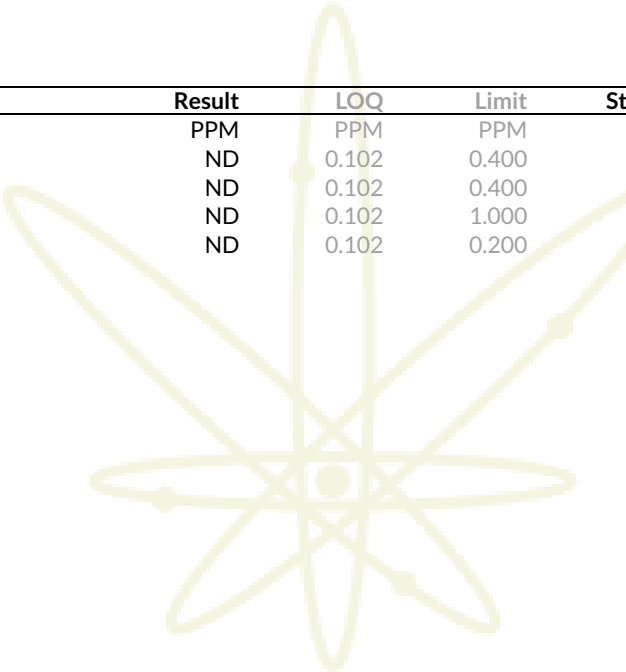 Result LOQ Limit St
PPM PPM PPM
ND 0.102 0.400
ND 0.102 0.400
ND 0.102 1.000
ND 0.102 0.200